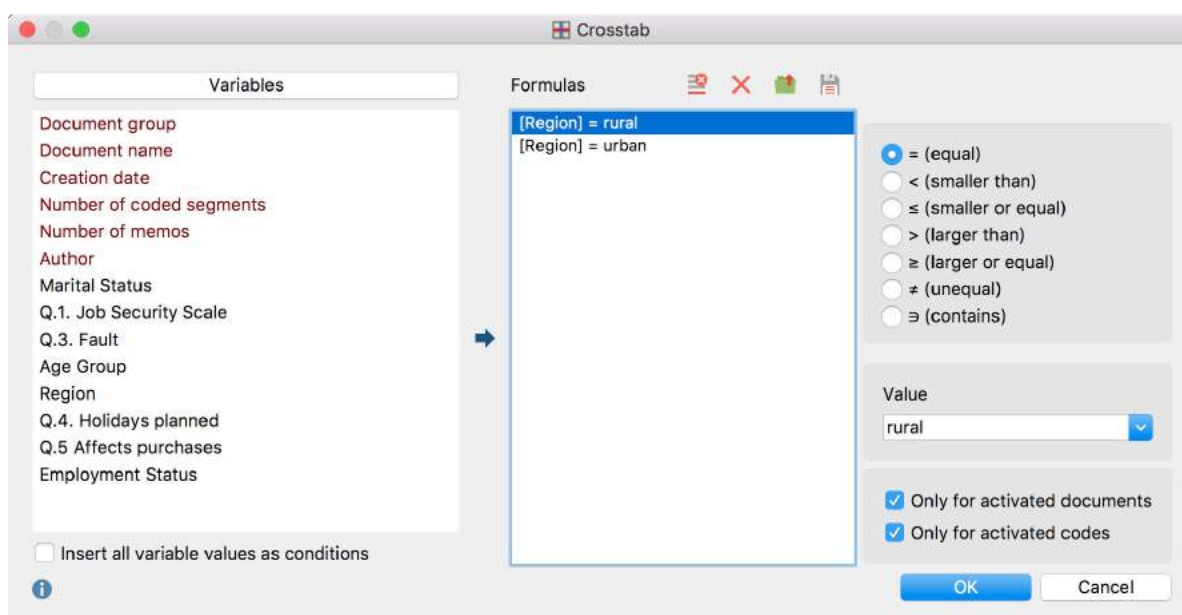 Crosstab
Variables
Document group
Document name
Creation date
Number of coded segments
Number of memos
Author
Marital Status
Q.1. Job Security Scale
Q.3. Fault
Age Group
Region
Q.4. Holidays planned
Q.5 Affects purchases
Employment Status
Insert all variable values as conditions
Formulas
[Region] = rural
[Region] = urban
= (equal)
< (smaller than)
≤ (smaller or equal)
> (larger than)
≥ (larger or equal)
≠ (unequal)
∋ (contains)
Value
rural
Only for activated documents
Only for activated codes
OK
Cancel